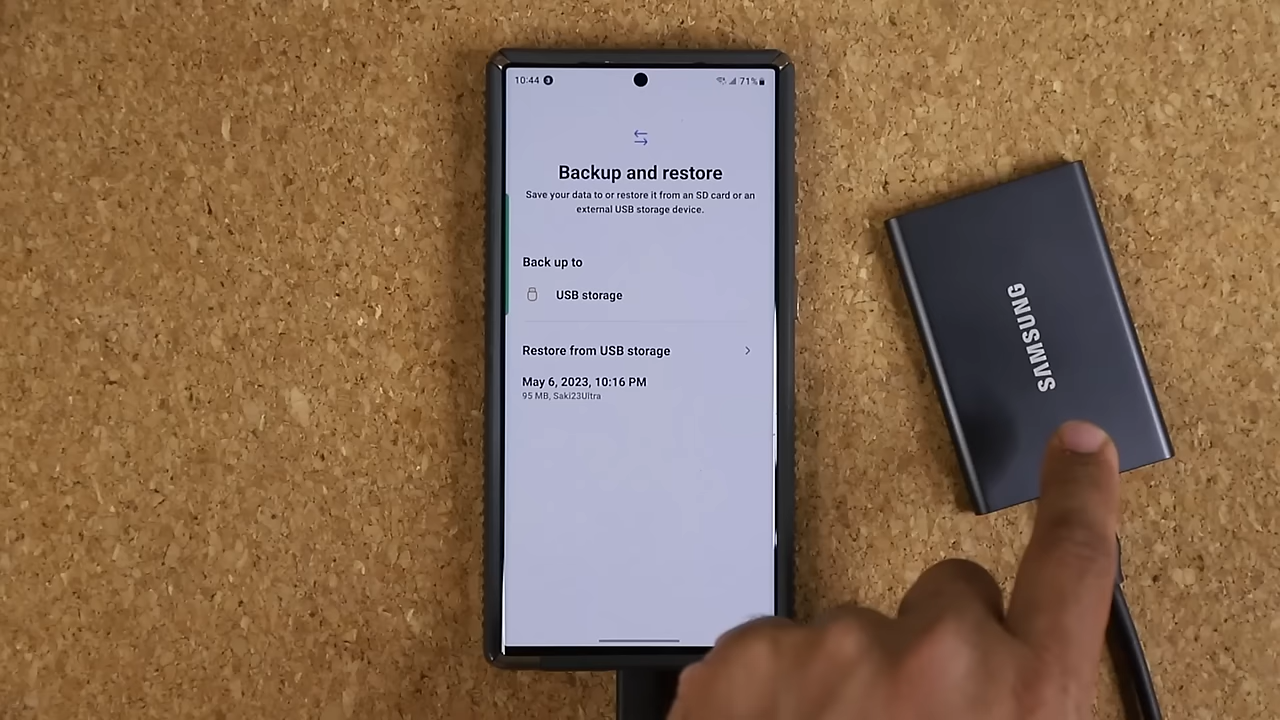 10:44 3
71%
Backup and restore
Save your data to or restore it from an SD card or an
external USB storage device.
Back up to
USB storage
Restore from USB storage
May 6, 2023, 10:16 PM
95 MB, Saki23Ultra
SAMSUNG